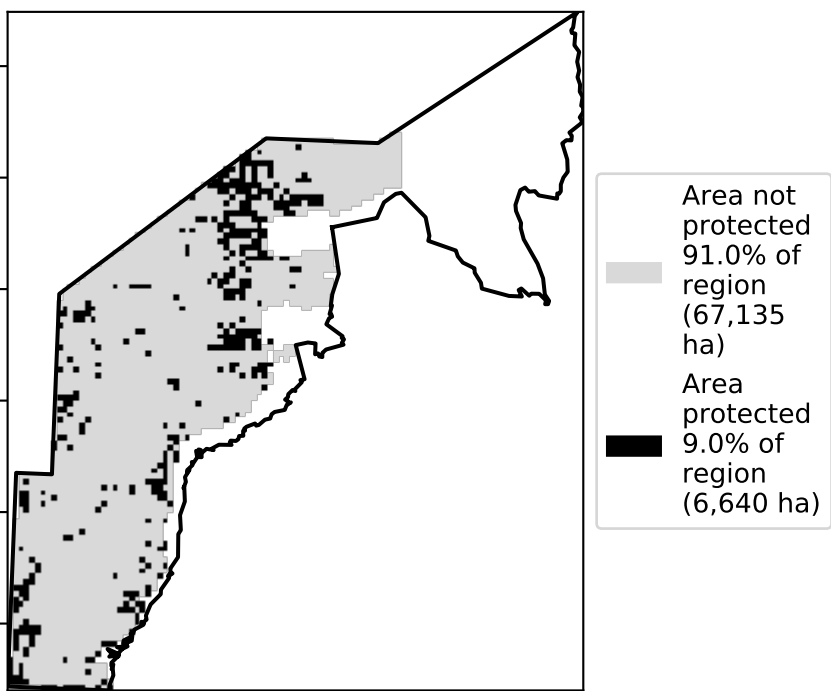 Area not
protected
91.0% of
region
(67,135
ha)
Area
protected
9.0% of
region
(6,640 ha)